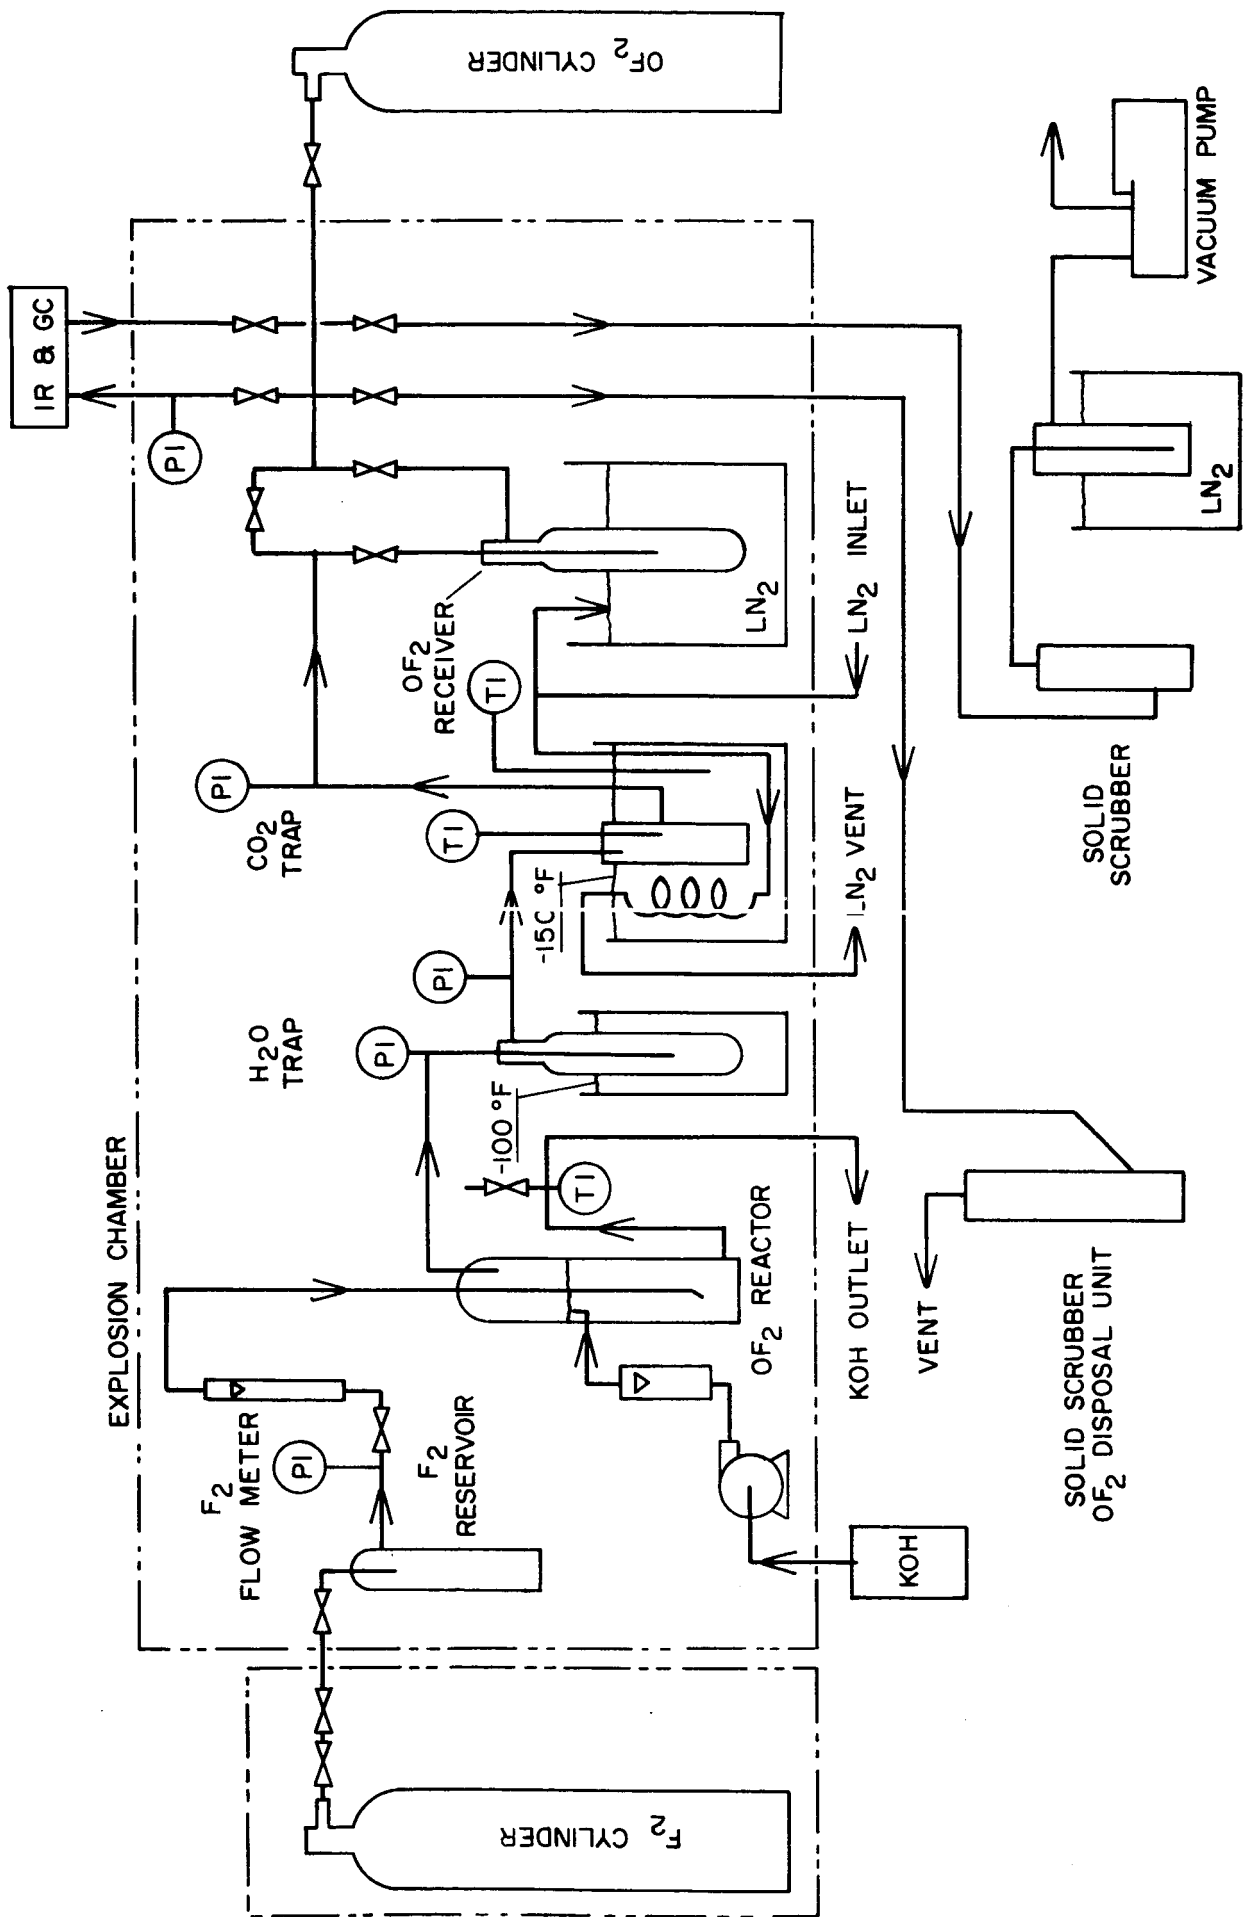 EXPLOSION CHAMBER
IR & GC
PI
OF₂ CYLINDER
F₂
FLOW METER
PI
F₂
RESERVOIR
H₂O
TRAP
PI
PI
CO₂
TRAP
PI
TI
TI
OF₂
RECEIVER
-100 °F
-150 °F
TI
LN₂
F₂
CYLINDER
OF₂ REACTOR
KOH
KOH OUTLET
LN₂ VENT
LN₂ INLET
VENT
SOLID SCRUBBER
OF₂ DISPOSAL UNIT
SOLID
SCRUBBER
LN₂
VACUUM PUMP